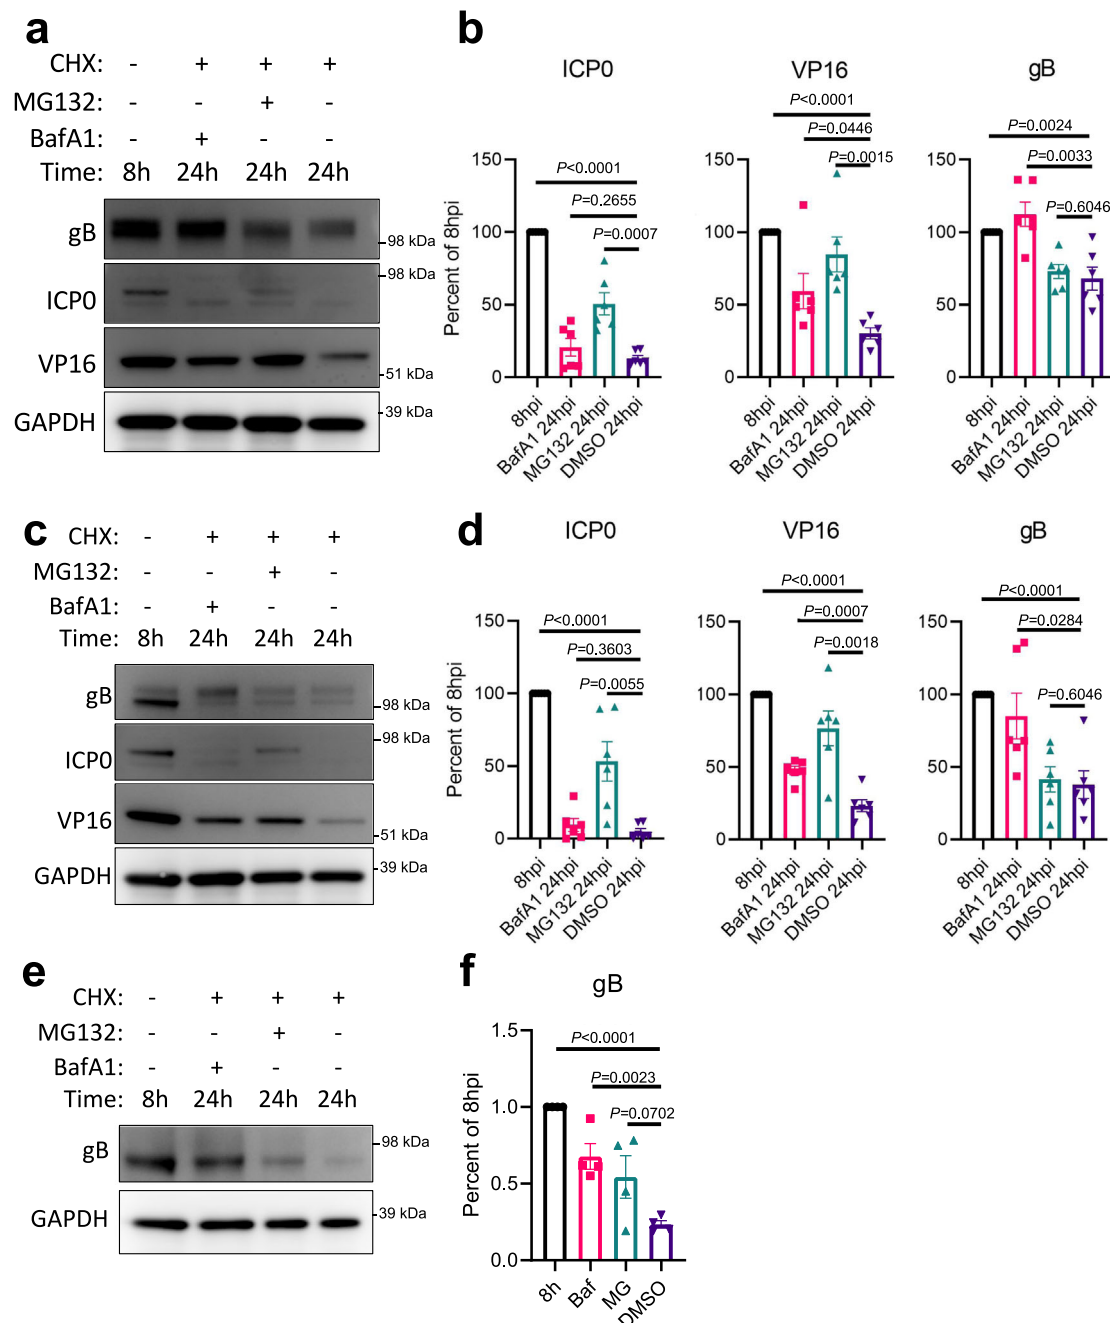 a
CHX: - + + +
MG132: - - + -
BafA1: - + - -
Time: 8h 24h 24h 24h
gB
98 kDa
98 kDa
ICP0
VP16
51 kDa
39 kDa
GAPDH
b
ICP0
VP16
gB
P<0.0001
P=0.2655
P=0.0007
P<0.0001
P=0.0446
P=0.0015
P=0.0024
P=0.0033
P=0.6046
Percent of 8hpi
150
100
50
0
150
100
50
0
150
100
50
0
8hpi
BafA1 24hpi
MG132 24hpi
DMSO 24hpi
8hpi
BafA1 24hpi
MG132 24hpi
DMSO 24hpi
8hpi
BafA1 24hpi
MG132 24hpi
DMSO 24hpi
c
CHX: - + + +
MG132: - - + -
BafA1: - + - -
Time: 8h 24h 24h 24h
gB
98 kDa
98 kDa
ICP0
VP16
51 kDa
39 kDa
GAPDH
d
ICP0
VP16
gB
P<0.0001
P=0.3603
P=0.0055
P<0.0001
P=0.0007
P=0.0018
P<0.0001
P=0.0284
P=0.6046
Percent of 8hpi
150
100
50
0
150
100
50
0
150
100
50
0
8hpi
BafA1 24hpi
MG132 24hpi
DMSO 24hpi
8hpi
BafA1 24hpi
MG132 24hpi
DMSO 24hpi
8hpi
BafA1 24hpi
MG132 24hpi
DMSO 24hpi
e
CHX: - + + +
MG132: - - + -
BafA1: - + - -
Time: 8h 24h 24h 24h
gB
98 kDa
39 kDa
GAPDH
f
gB
P<0.0001
P=0.0023
P=0.0702
Percent of 8hpi
1.5
1.0
0.5
0.0
8h
Baf
MG
DMSO